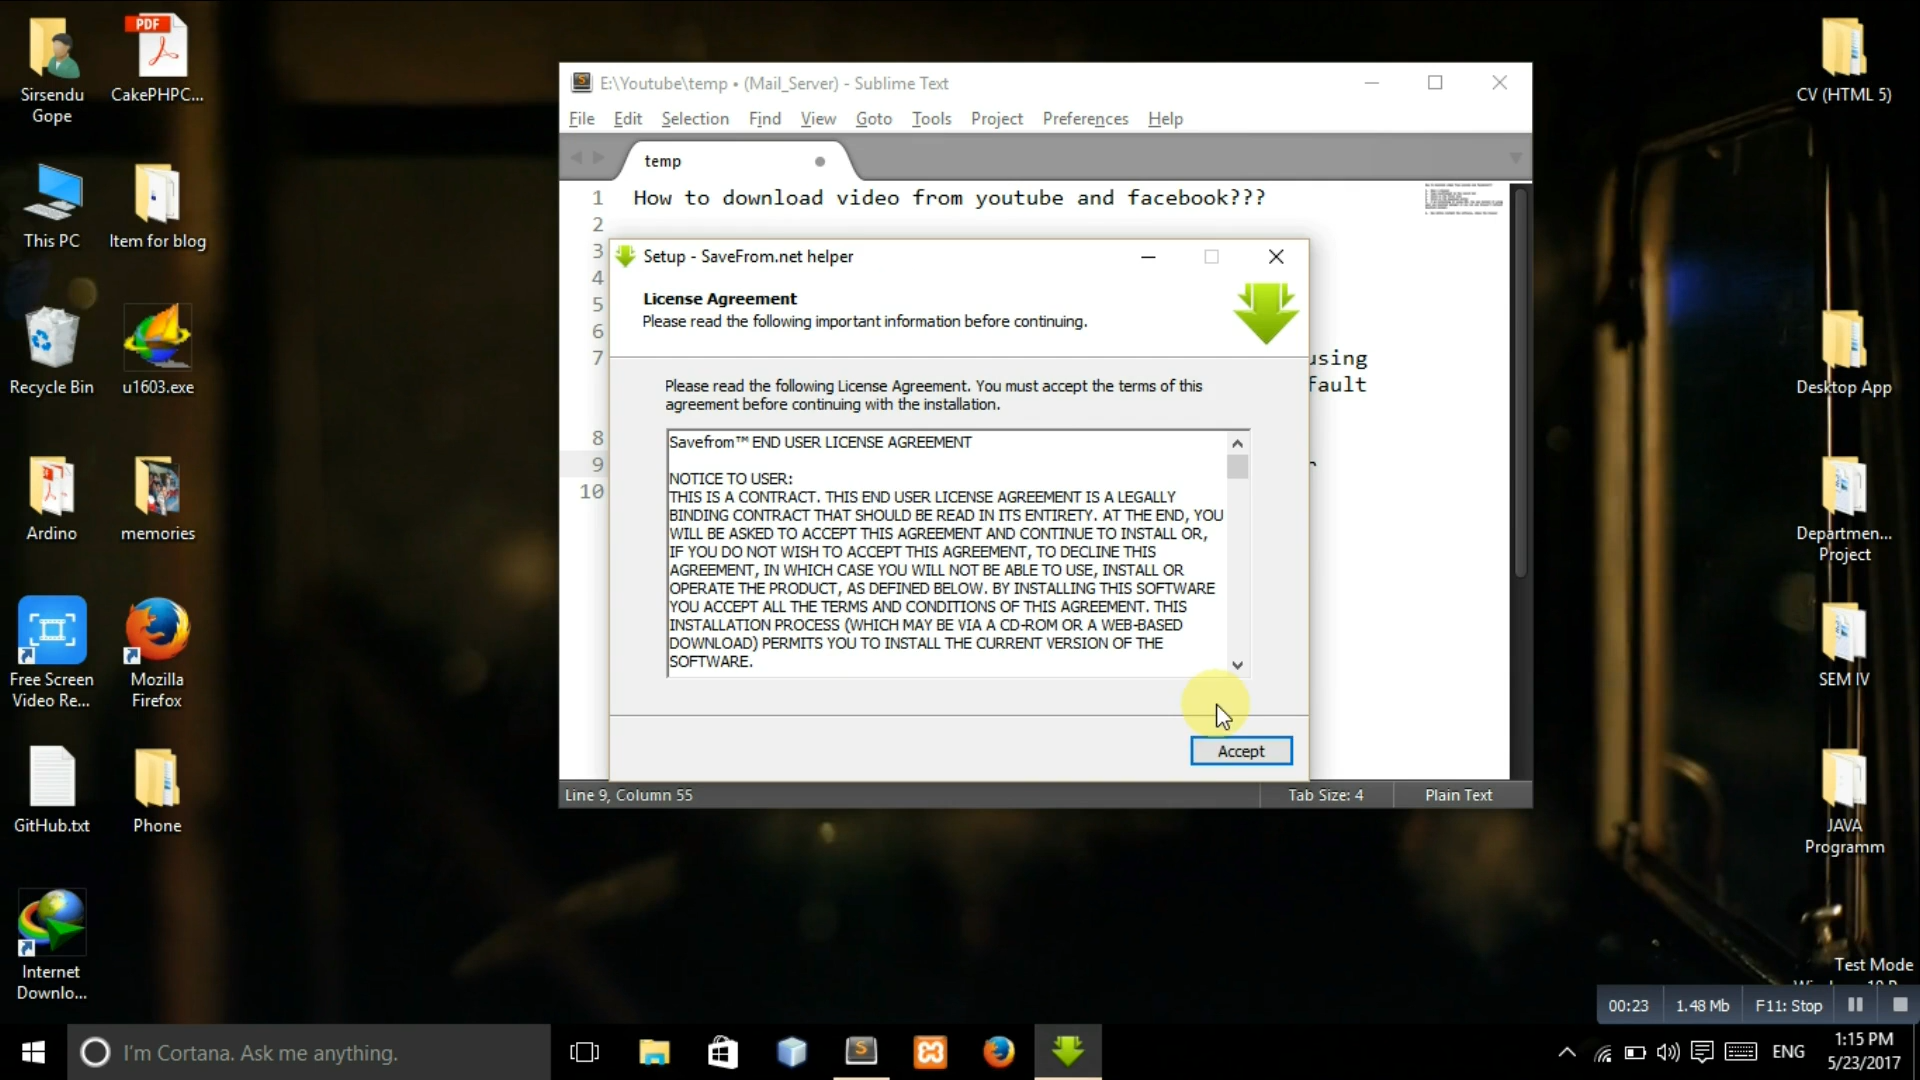 Sirsendu
Gope
CakePHPC...
This PC
Item for blog
Recycle Bin
u1603.exe
Ardino
memories
Free Screen
Video Re...
Mozilla
Firefox
GitHub.txt
Phone
Internet
Downlo...
PDF
E:\Youtube\temp • (Mail_Server) - Sublime Text
File Edit Selection Find View Goto Tools Project Preferences Help
temp
1 How to download video from youtube and facebook???
2
3
4
5
6
7 using
fault
8
9
10
Setup - SaveFrom.net helper
License Agreement
Please read the following important information before continuing.
Please read the following License Agreement. You must accept the terms of this
agreement before continuing with the installation.
Savefrom™ END USER LICENSE AGREEMENT
NOTICE TO USER:
THIS IS A CONTRACT. THIS END USER LICENSE AGREEMENT IS A LEGALLY
BINDING CONTRACT THAT SHOULD BE READ IN ITS ENTIRETY. AT THE END, YOU
WILL BE ASKED TO ACCEPT THIS AGREEMENT AND CONTINUE TO INSTALL OR,
IF YOU DO NOT WISH TO ACCEPT THIS AGREEMENT, TO DECLINE THIS
AGREEMENT, IN WHICH CASE YOU WILL NOT BE ABLE TO USE, INSTALL OR
OPERATE THE PRODUCT, AS DEFINED BELOW. BY INSTALLING THIS SOFTWARE
YOU ACCEPT ALL THE TERMS AND CONDITIONS OF THIS AGREEMENT. THIS
INSTALLATION PROCESS (WHICH MAY BE VIA A CD-ROM OR A WEB-BASED
DOWNLOAD) PERMITS YOU TO INSTALL THE CURRENT VERSION OF THE
SOFTWARE.
Accept
Line 9, Column 55
Tab Size: 4
Plain Text
CV (HTML 5)
Desktop App
Departmen...
Project
SEM IV
JAVA
Programm
Test Mode
00:23 1.48 Mb F11: Stop
I'm Cortana. Ask me anything.
ENG
1:15 PM
5/23/2017